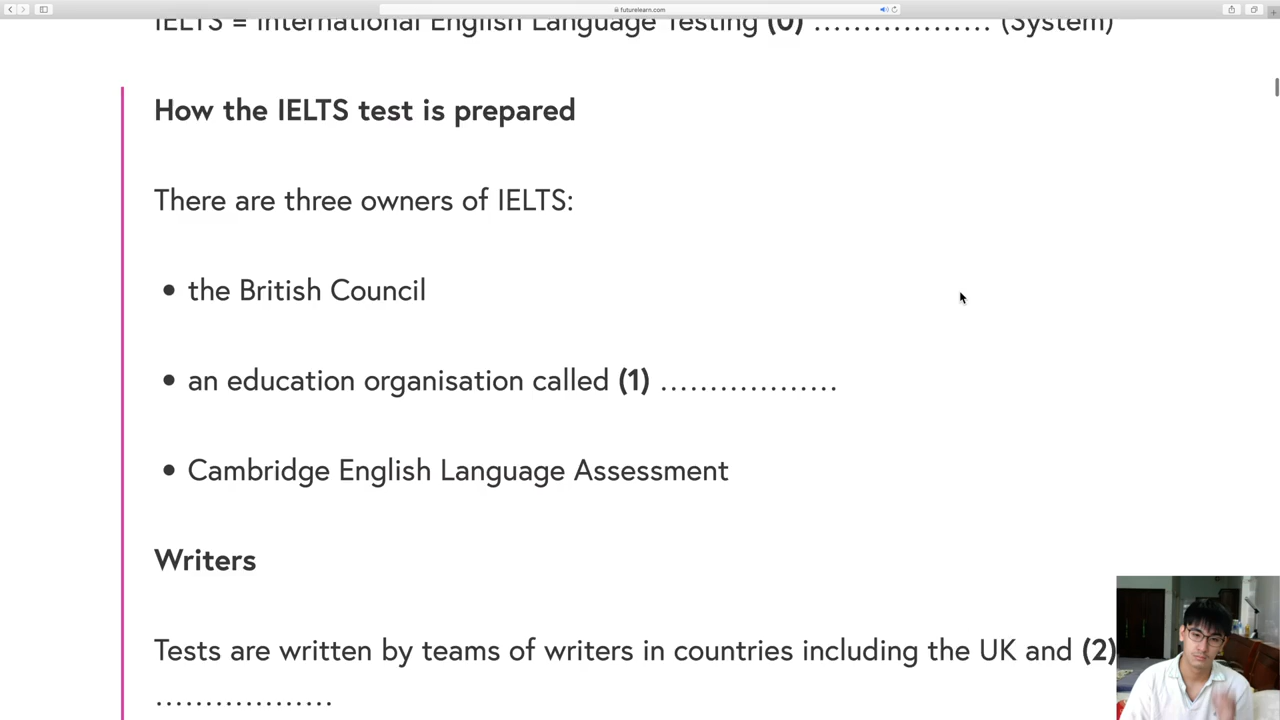 futurelearn.com
IELTS = International English Language Testing (0) .................. (System)
How the IELTS test is prepared
There are three owners of IELTS:
• the British Council
• an education organisation called (1) ..................
• Cambridge English Language Assessment
Writers
Tests are written by teams of writers in countries including the UK and (2)
..................